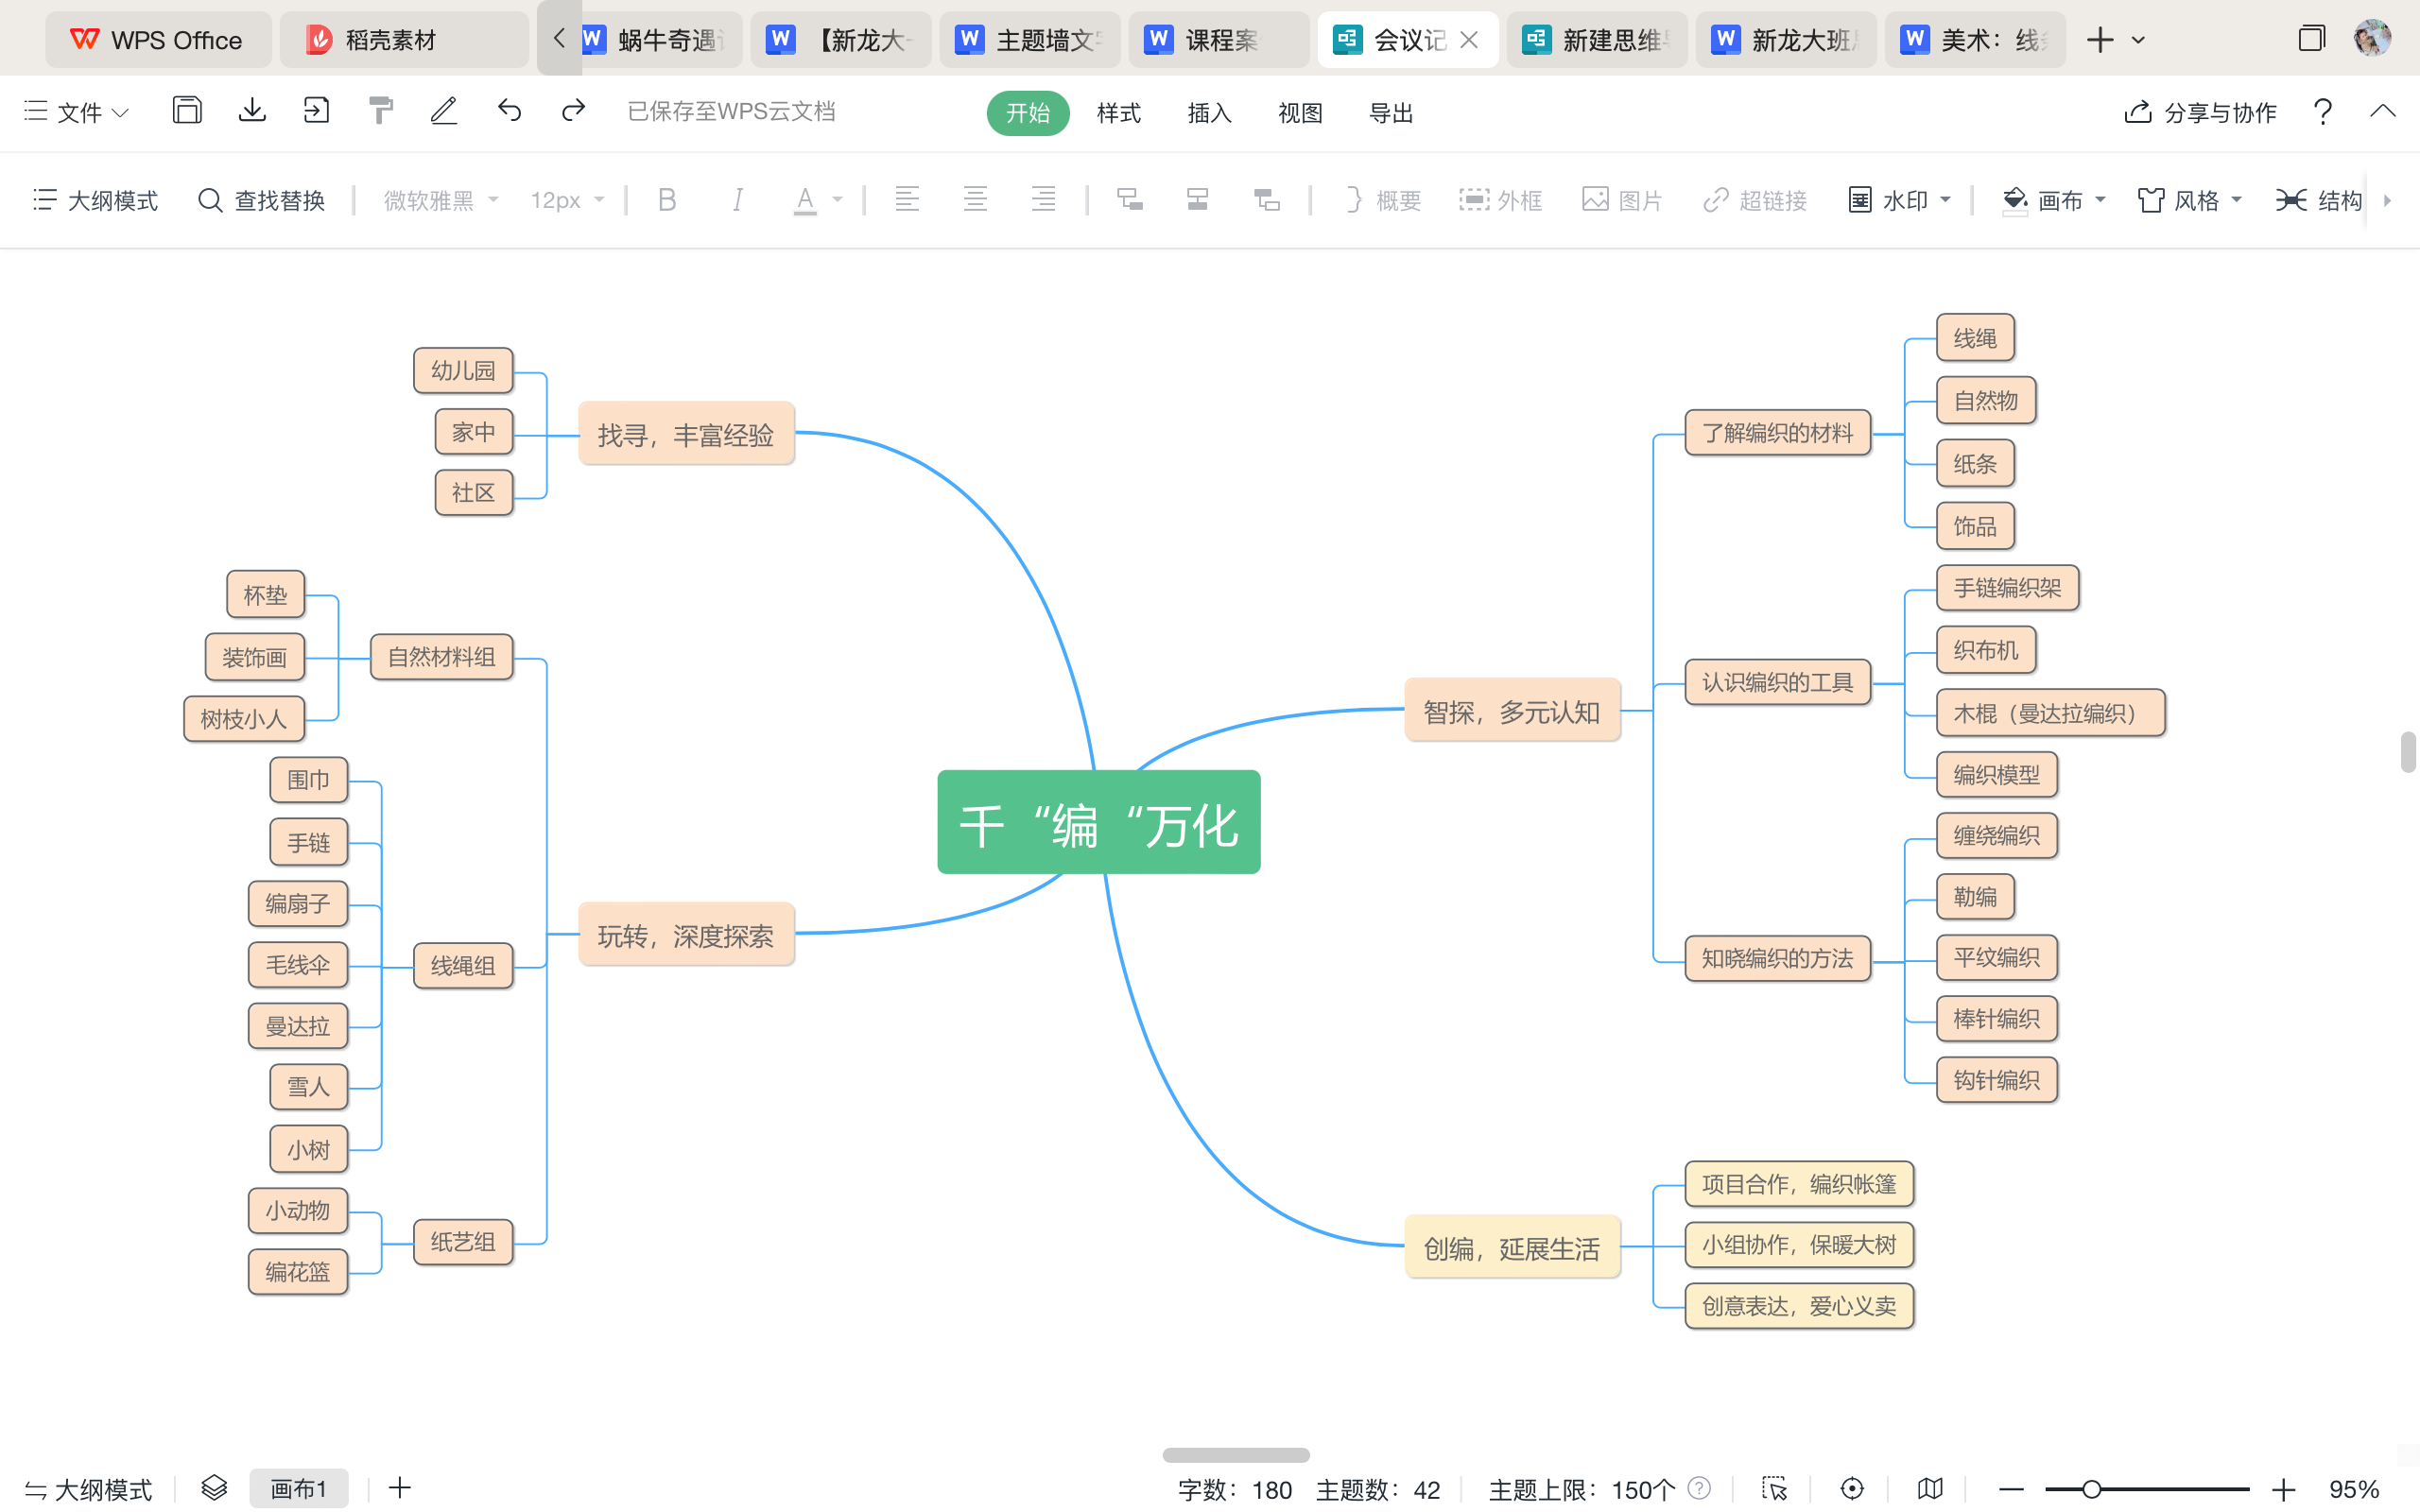 WPS Office
稻壳素材
蜗牛奇遇
【新龙大
主题墙文
课程案
会议记
新建思维
新龙大班
美术：线
文件
已保存至WPS云文档
开始
样式
插入
视图
导出
分享与协作
大纲模式
查找替换
微软雅黑
12px
B
I
A
概要
外框
图片
超链接
水印
画布
风格
结构
千“编“万化
找寻，丰富经验
幼儿园
家中
社区
玩转，深度探索
自然材料组
杯垫
装饰画
树枝小人
线绳组
围巾
手链
编扇子
毛线伞
曼达拉
雪人
小树
纸艺组
小动物
编花篮
智探，多元认知
了解编织的材料
线绳
自然物
纸条
饰品
认识编织的工具
手链编织架
织布机
木棍（曼达拉编织）
编织模型
知晓编织的方法
缠绕编织
勒编
平纹编织
棒针编织
钩针编织
创编，延展生活
项目合作，编织帐篷
小组协作，保暖大树
创意表达，爱心义卖
大纲模式
画布1
字数：180
主题数：42
主题上限：150个
95%